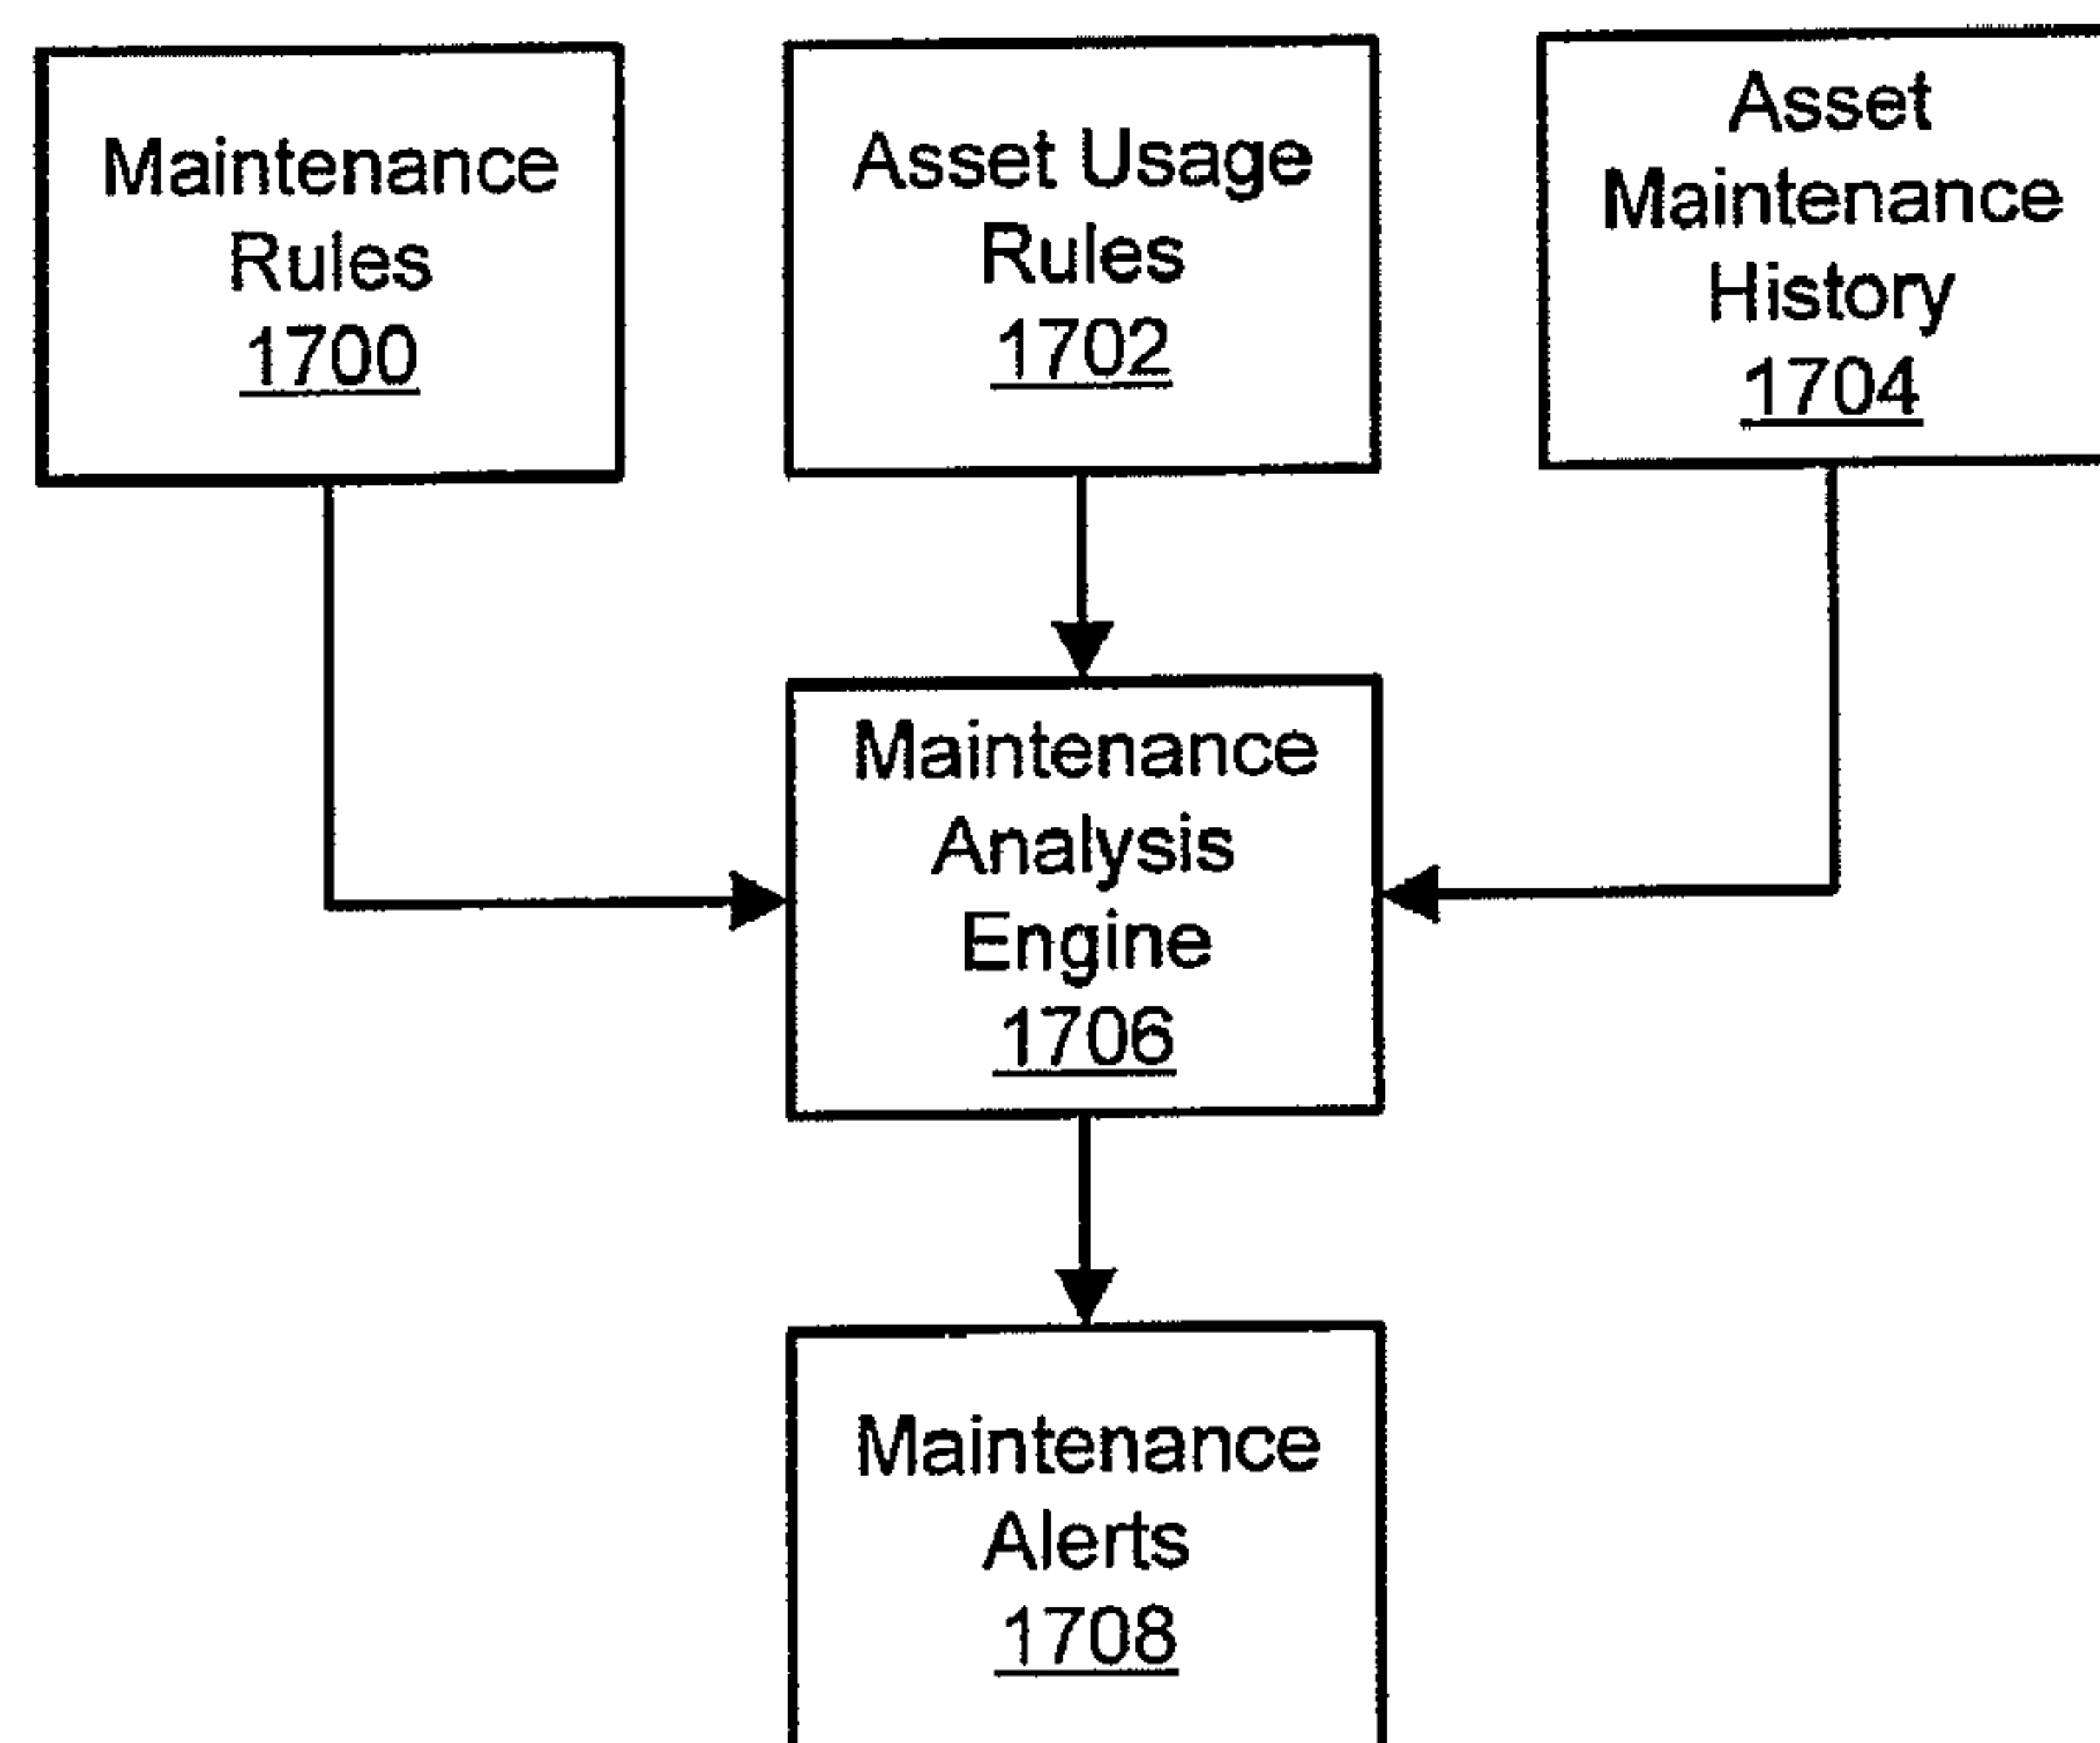 Maintenance
Rules
1700
Asset Usage
Rules
1702
Asset
Maintenance
History
1704
Maintenance
Analysis
Engine
1706
Maintenance
Alerts
1708